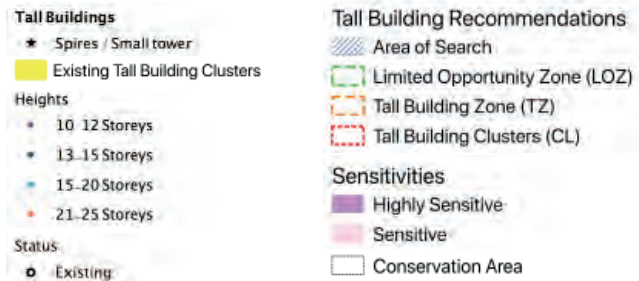 Tall Buildings
Spires / Small tower
Existing Tall Building Clusters
Heights
10-12 Storeys
13-15 Storeys
15-20 Storeys
21-25 Storeys
Status
Existing
Tall Building Recommendations
Area of Search
Limited Opportunity Zone (LOZ)
Tall Building Zone (TZ)
Tall Building Clusters (CL)
Sensitivities
Highly Sensitive
Sensitive
Conservation Area